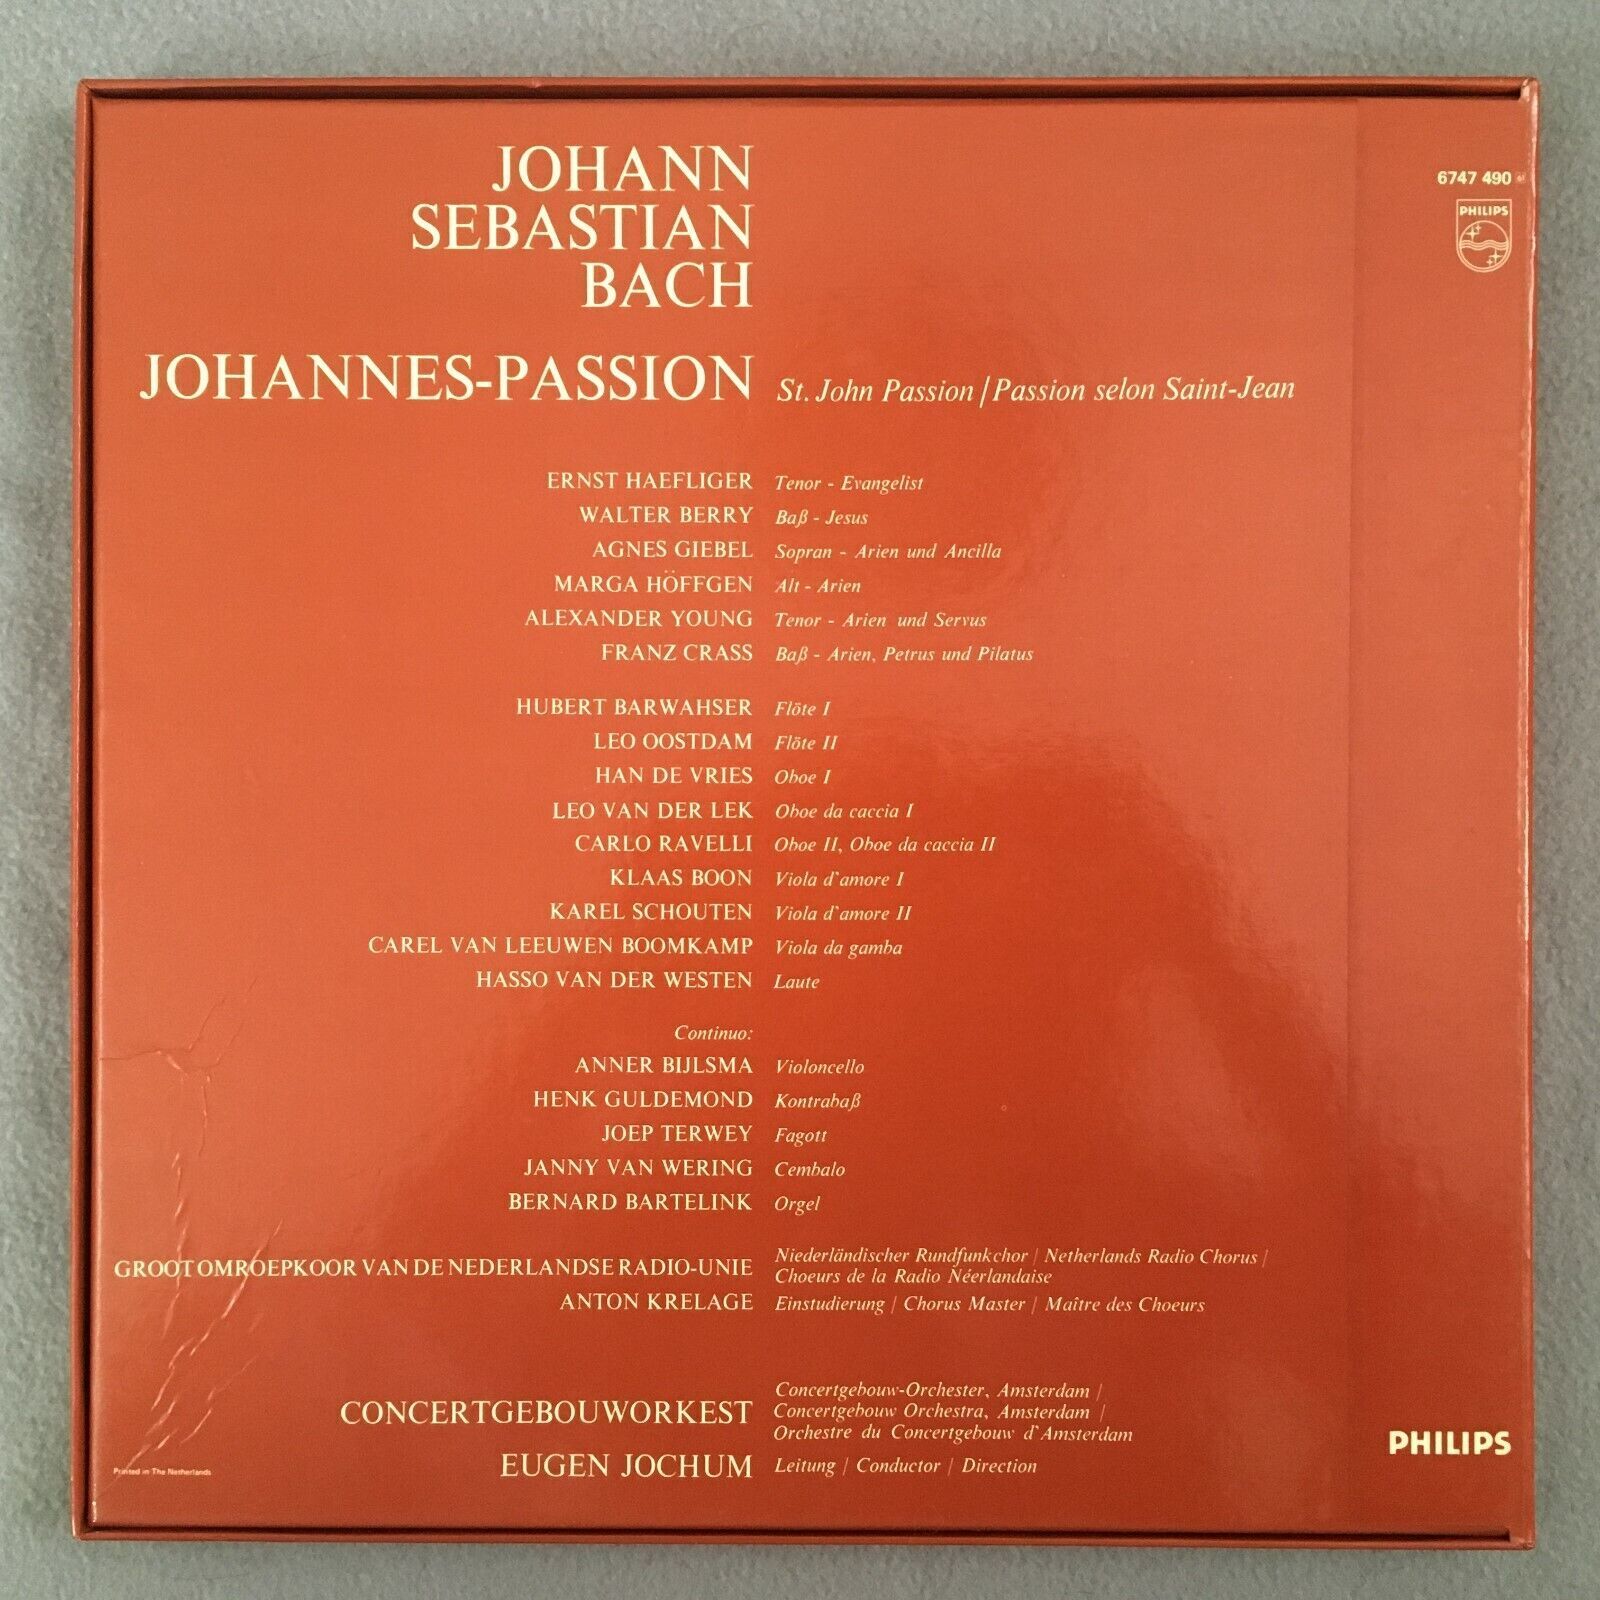 JOHANN
SEBASTIAN
BACH
6747 490
PHILIPS
JOHANNES-PASSION St. John Passion / Passion selon Saint-Jean
ERNST HAEFLIGER Tenor - Evangelist
WALTER BERRY Baß - Jesus
AGNES GIEBEL Sopran - Arien und Ancilla
MARGA HÖFFGEN Alt - Arien
ALEXANDER YOUNG Tenor - Arien und Servus
FRANZ CRASS Baß - Arien, Petrus und Pilatus
HUBERT BARWAHSER Flöte I
LEO OOSTDAM Flöte II
HAN DE VRIES Oboe I
LEO VAN DER LEK Oboe da caccia I
CARLO RAVELLI Oboe II, Oboe da caccia II
KLAAS BOON Viola d'amore I
KAREL SCHOUTEN Viola d'amore II
CAREL VAN LEEUWEN BOOMKAMP Viola da gamba
HASSO VAN DER WESTEN Laute
Continuo:
ANNER BIJLSMA Violoncello
HENK GULDEMOND Kontrabaß
JOEP TERWEY Fagott
JANNY VAN WERING Cembalo
BERNARD BARTELINK Orgel
GROOT OMROEPKOOR VAN DE NEDERLANDSE RADIO-UNIE Niederländischer Rundfunkchor / Netherlands Radio Chorus /
Choeurs de la Radio Néerlandaise
ANTON KRELAGE Einstudierung / Chorus Master / Maître des Choeurs
CONCERTGEBOUWORKEST Concertgebouw-Orchester, Amsterdam /
Concertgebouw Orchestra, Amsterdam /
Orchestre du Concertgebouw d'Amsterdam
EUGEN JOCHUM Leitung / Conductor / Direction
PHILIPS
Printed in The Netherlands